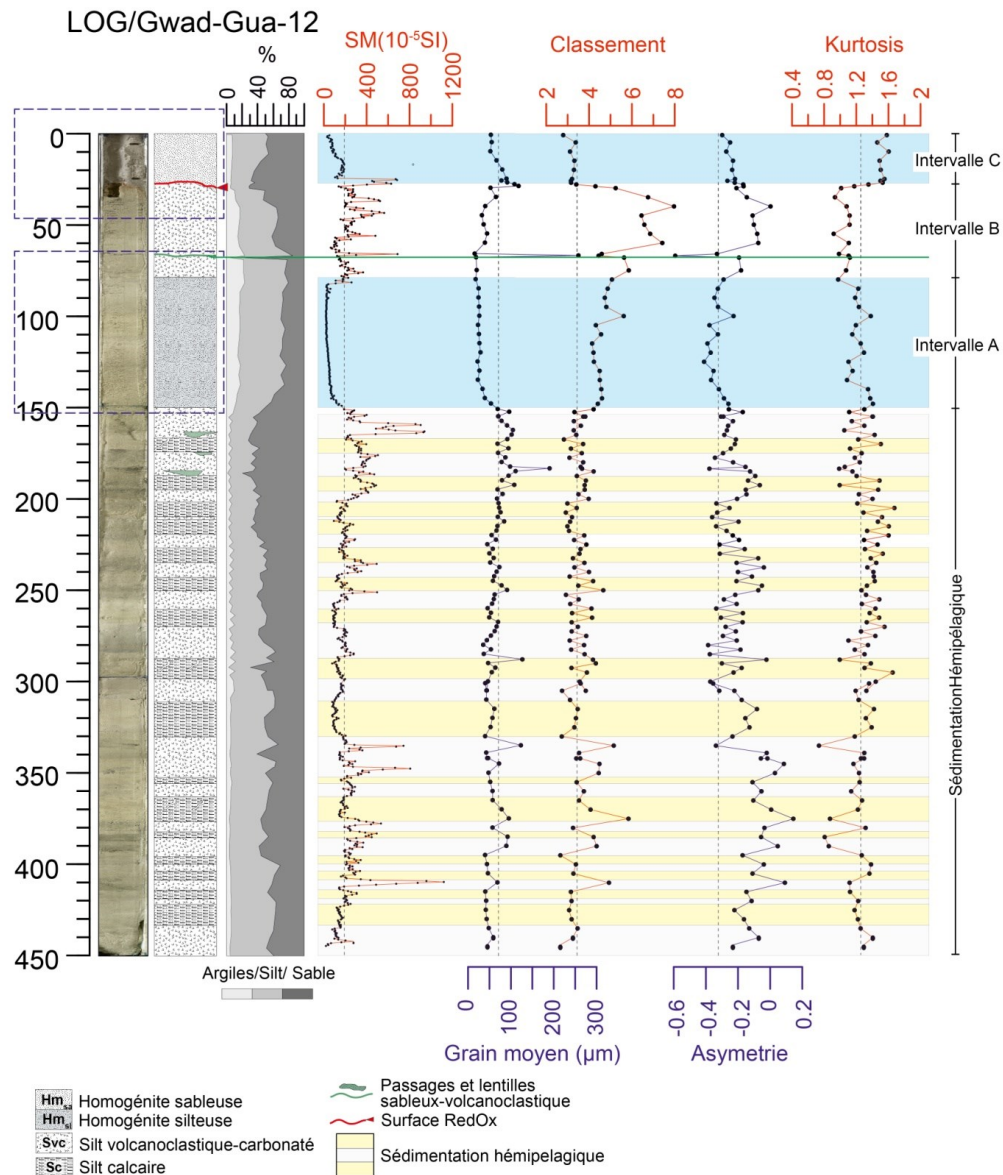 LOG/Gwad-Gua-12
%
0 40 80
SM(10-5SI)
0 400 800 1200
Classement
2 4 6 8
Kurtosis
0.4 0.8 1.2 1.6 2
0
50
100
150
200
250
300
350
400
450
Intervalle C
Intervalle B
Intervalle A
Sédimentation Hémipélagique
Argiles/Silt/ Sable
0 100 200 300
Grain moyen (µm)
-0.6 -0.4 -0.2 0 0.2
Asymetrie
Hmsa Homogénite sableuse
Hmsi Homogénite silteuse
Svc Silt volcanoclastique-carbonaté
Sc Silt calcaire
Passages et lentilles
sableux-volcanoclastique
Surface RedOx
Sédimentation hémipelagique